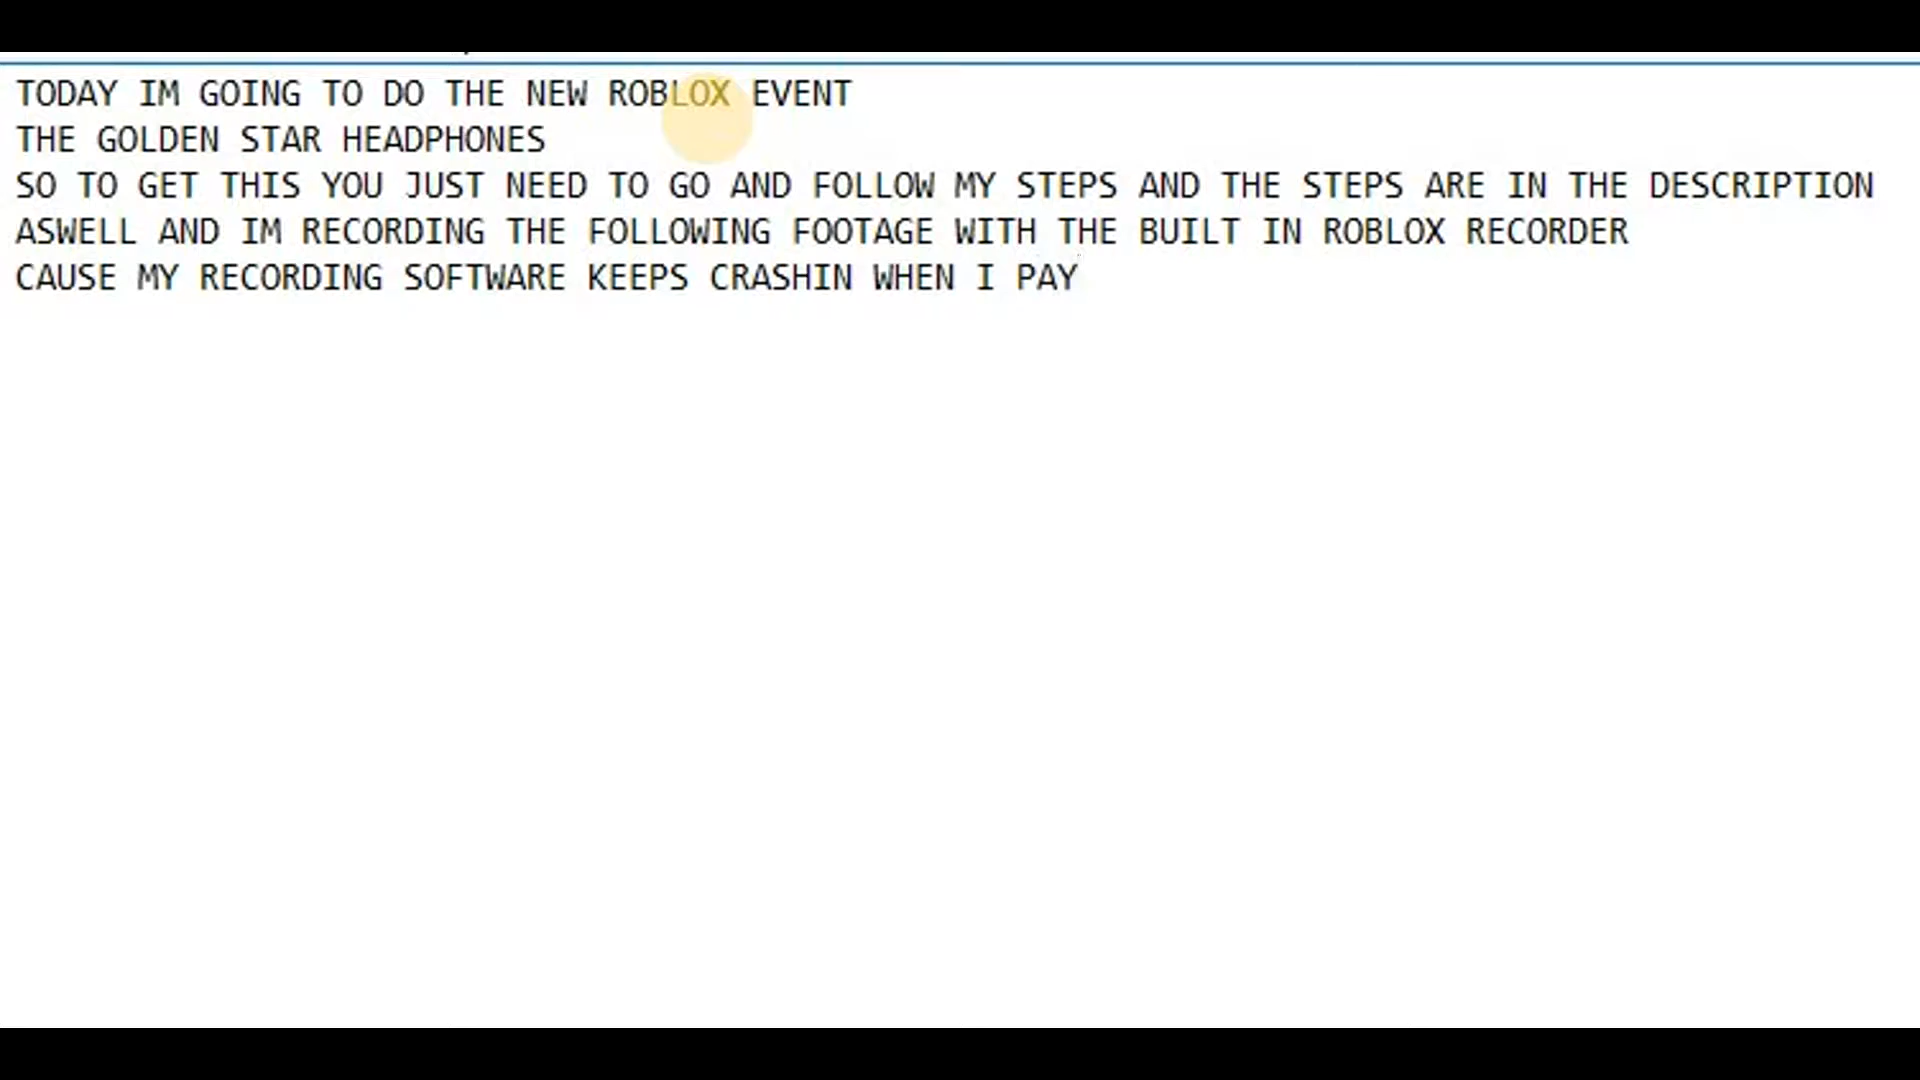 TODAY IM GOING TO DO THE NEW ROBLOX EVENT
THE GOLDEN STAR HEADPHONES
SO TO GET THIS YOU JUST NEED TO GO AND FOLLOW MY STEPS AND THE STEPS ARE IN THE DESCRIPTION
ASWELL AND IM RECORDING THE FOLLOWING FOOTAGE WITH THE BUILT IN ROBLOX RECORDER
CAUSE MY RECORDING SOFTWARE KEEPS CRASHIN WHEN I PAY